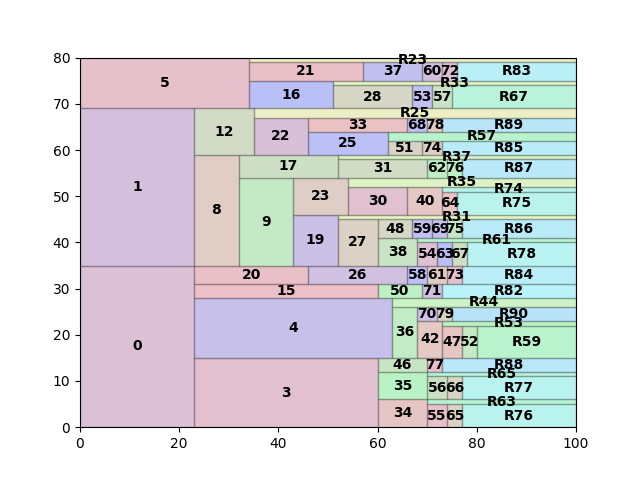 80
R23
21 37 60 72 R83
5
R33
70
16 28 53 57 R67
R25
33 68 78 R89
12 22 R57
25
60
51 74 R85
R37
17 31 62 76 R87
1
R35
50
R74
23 30 40 64 R75
8
9
R31
48 59 69 75 R86
40
19 27 R61
38 54 63 67 R78
20 26 58 61 73 R84
30
15 50 71 R82
R44
70 79 R90
4
R53
20
36 42 47 52 R59
46 77 R88
R65
10
3 35 56 66 R77
0
R63
34 55 65 R76
0
0 20 40 60 80 100